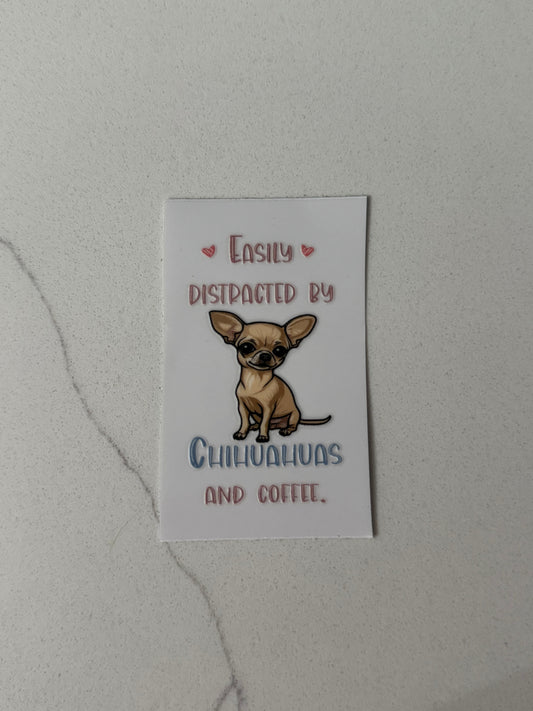 Easily
distracted by
Chihuahuas
and coffee.